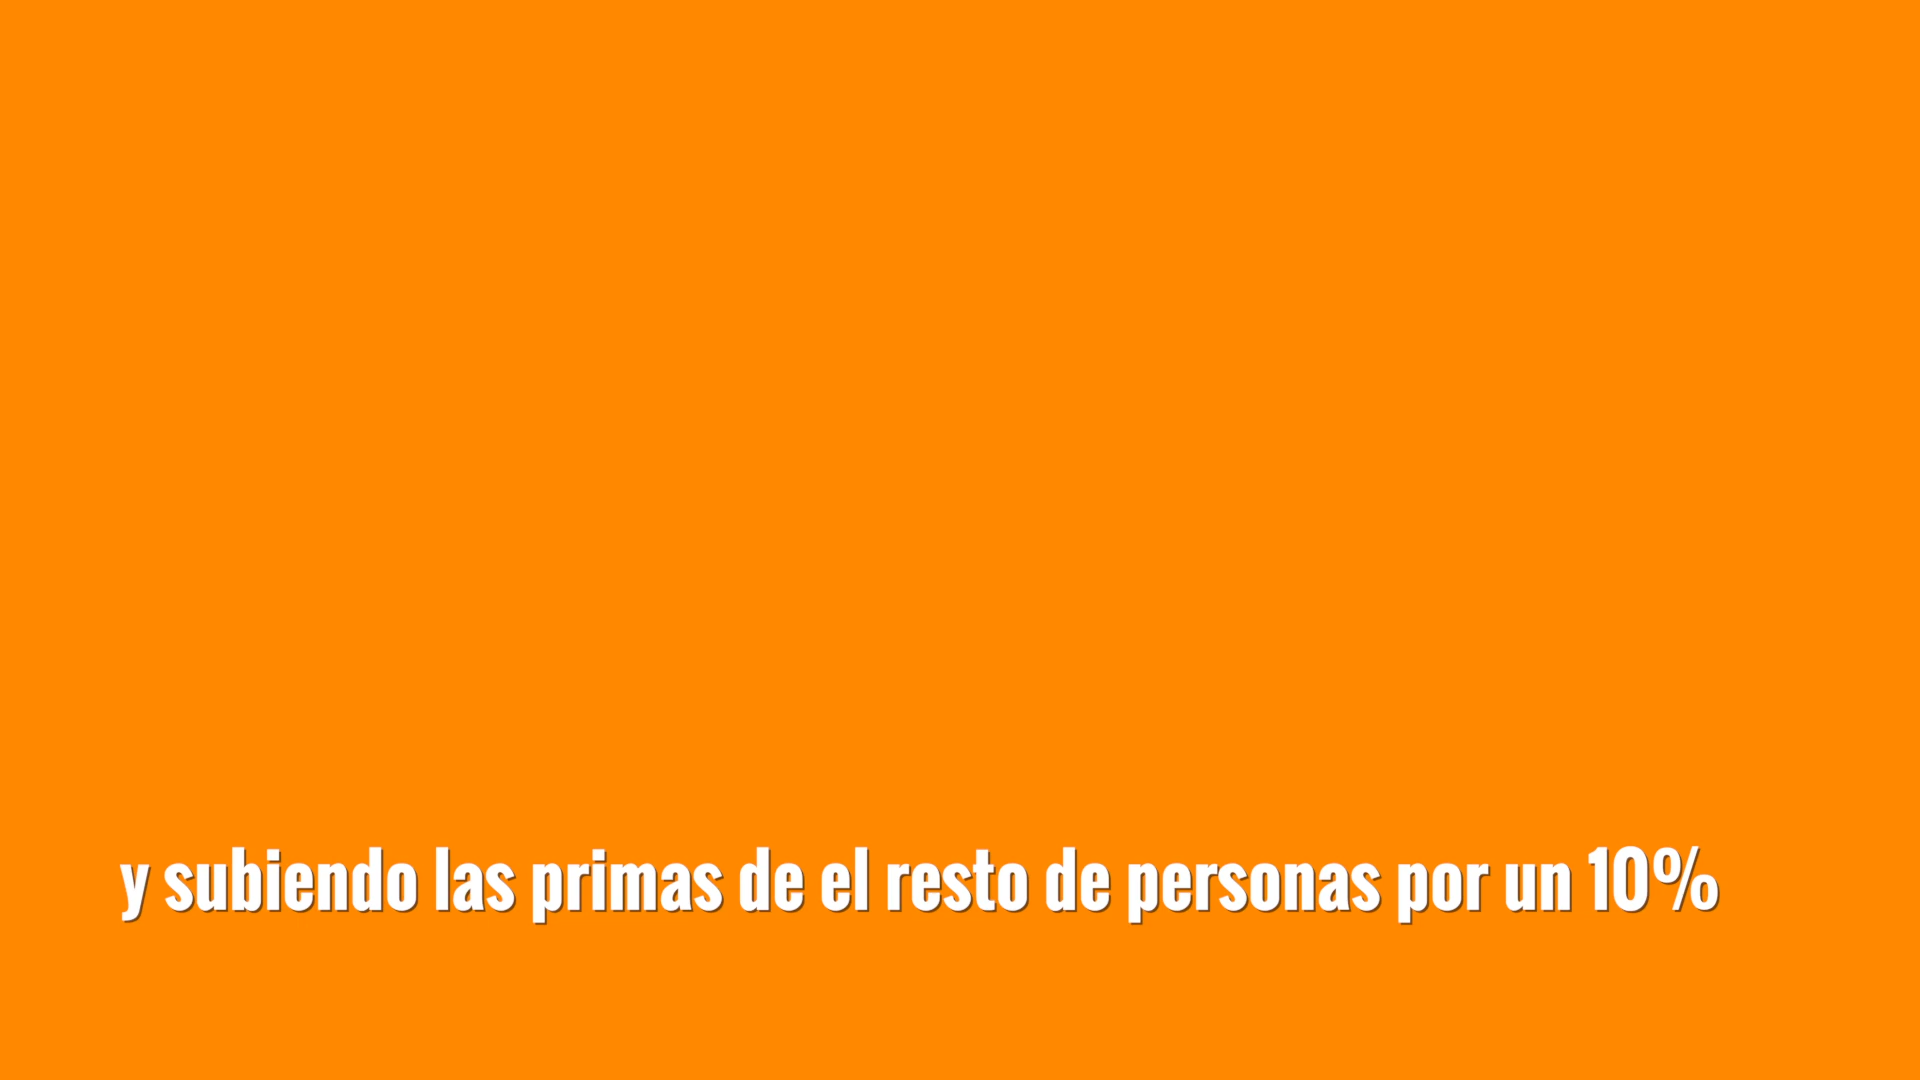 y subiendo las primas de el resto de personas por un 10%